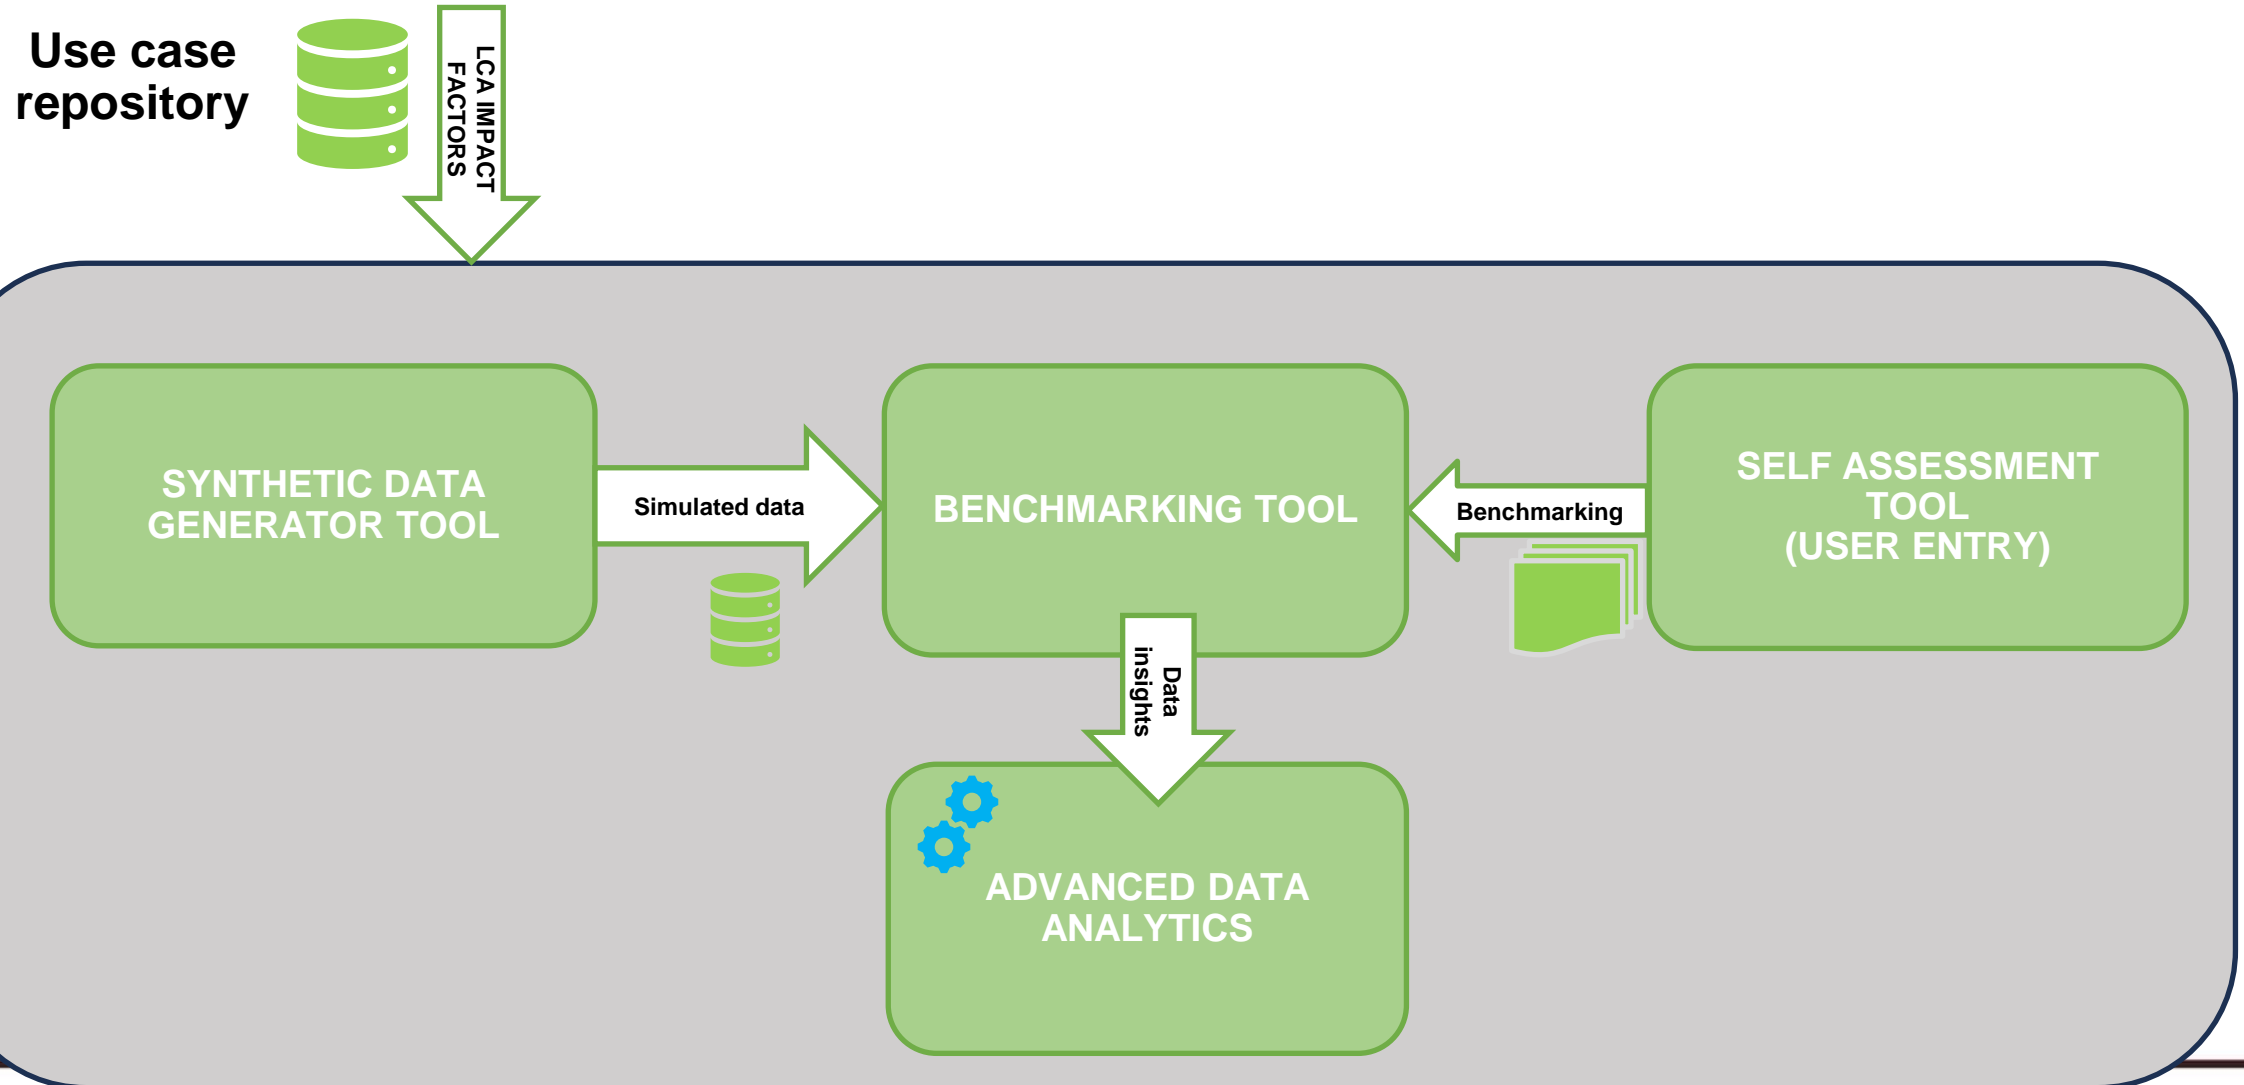 Use case
repository
LCA IMPACT
FACTORS
SYNTHETIC DATA
GENERATOR TOOL
Simulated data
BENCHMARKING TOOL
Benchmarking
SELF ASSESSMENT
TOOL
(USER ENTRY)
Data
insights
ADVANCED DATA
ANALYTICS